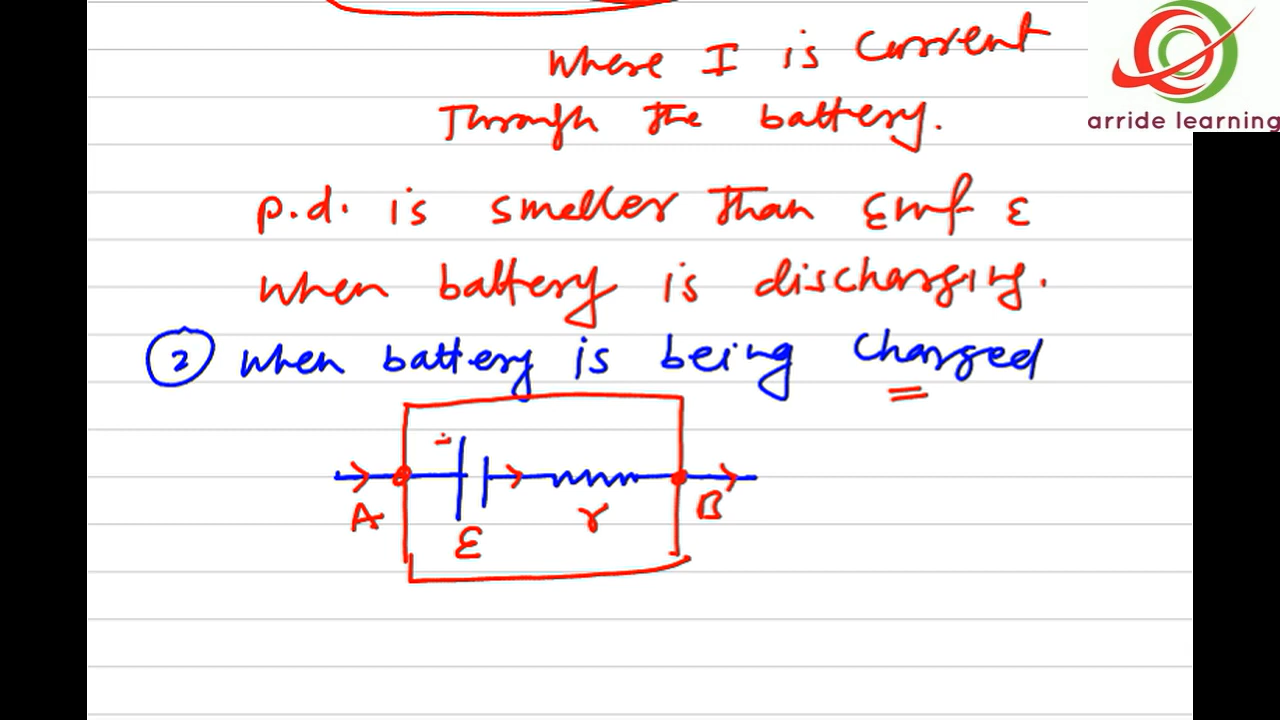 where I is current
arride learning
Through the battery.
p.d. is smaller than Emf ε
when battery is discharging.
② when battery is being charged
A ε r B